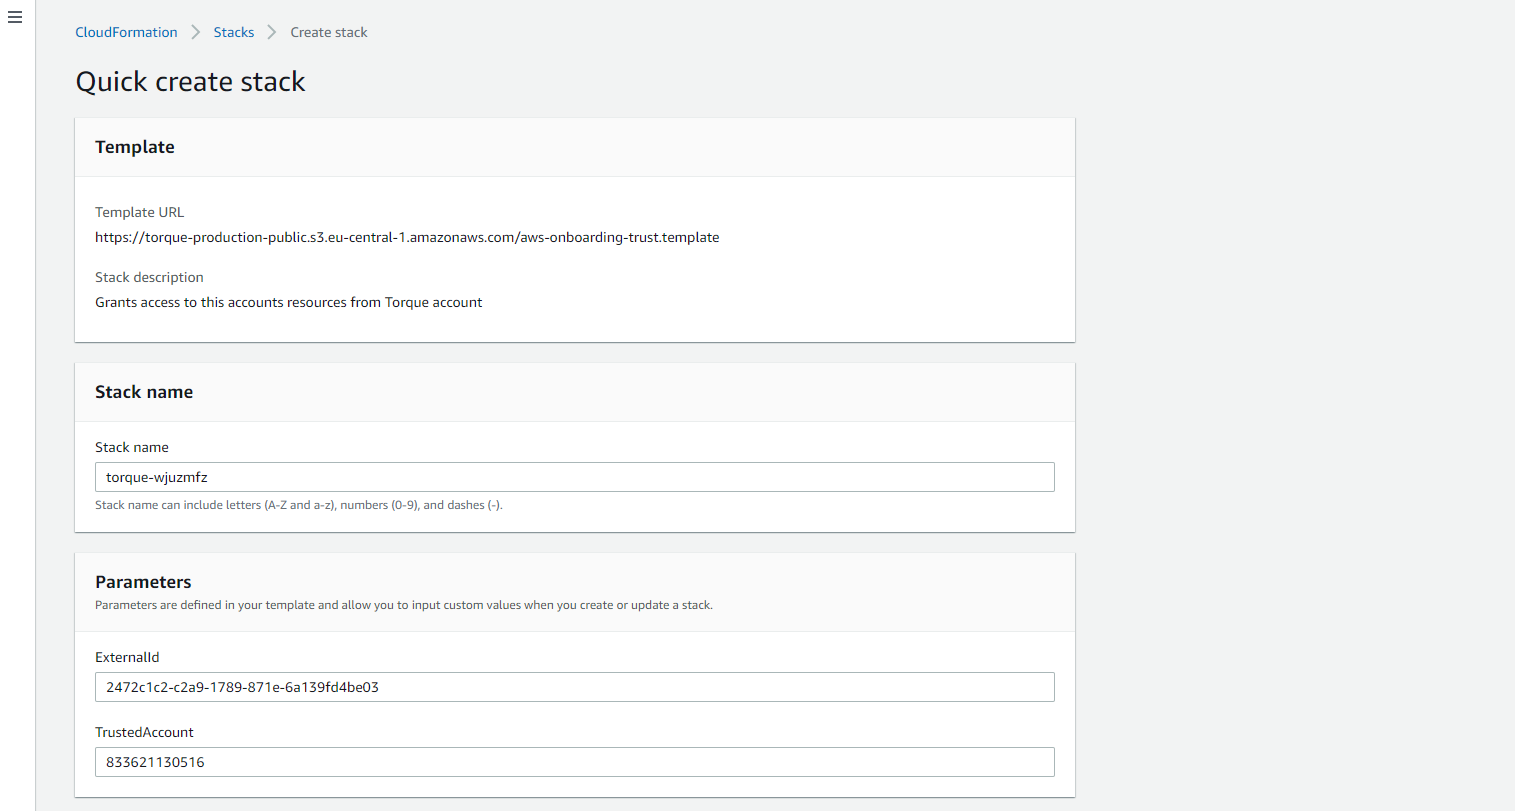 CloudFormation > Stacks > Create stack
Quick create stack
Template
Template URL
https://torque-production-public.s3.eu-central-1.amazonaws.com/aws-onboarding-trust.template
Stack description
Grants access to this accounts resources from Torque account
Stack name
Stack name
torque-wjuzmfz
Stack name can include letters (A-Z and a-z), numbers (0-9), and dashes (-).
Parameters
Parameters are defined in your template and allow you to input custom values when you create or update a stack.
ExternalId
2472c1c2-c2a9-1789-871e-6a139fd4be03
TrustedAccount
833621130516